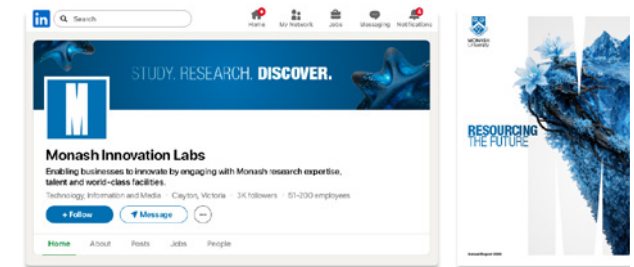 in
Search
Home
My Network
Jobs
Messaging
Notifications
STUDY. RESEARCH. DISCOVER.
M
Monash Innovation Labs
Enabling businesses to innovate by engaging with Monash research expertise,
talent and world-class facilities.
Technology, Information and Media · Cayton, Victoria · 3K followers · 51-200 employees
+ Follow
Message
Home
About
Posts
Jobs
People
MONASH
RESOURCING
THE FUTURE